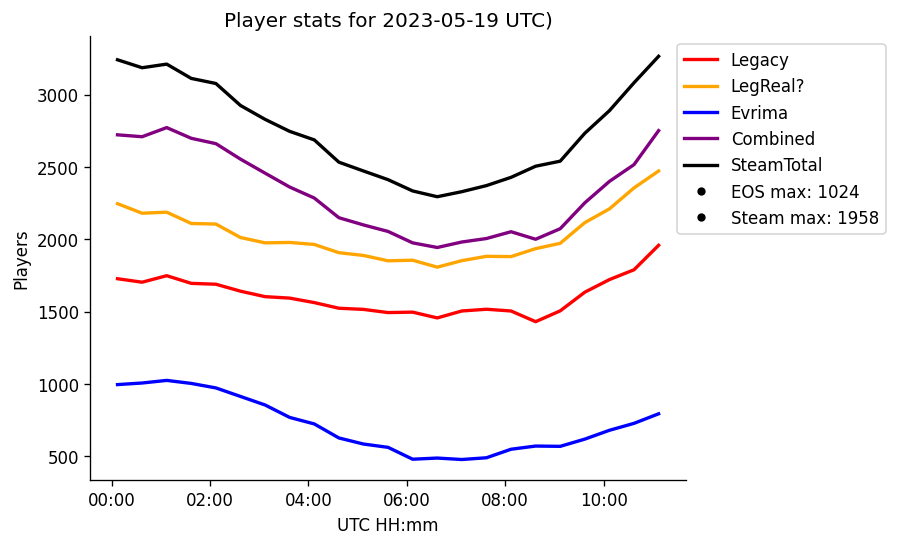 Player stats for 2023-05-19 UTC)
Legacy
LegReal?
Evrima
Combined
SteamTotal
EOS max: 1024
Steam max: 1958
Players
3000
2500
2000
1500
1000
500
00:00 02:00 04:00 06:00 08:00 10:00
UTC HH:mm